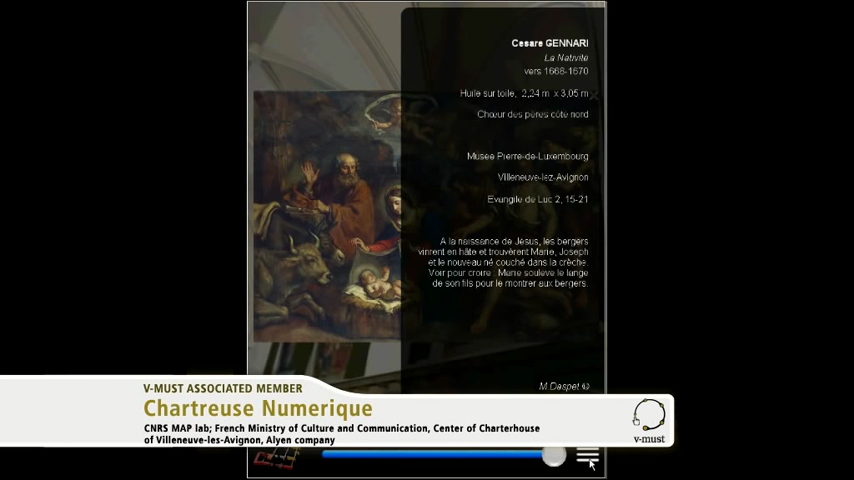 Cesare GENNARI
La Nativité
vers 1668-1670
Huile sur toile, 2,24 m x 3,05 m
Chœur des pères côté nord
Musée Pierre-de-Luxembourg
Villeneuve-lez-Avignon
Evangile de Luc 2, 15-21
A la naissance de Jésus, les bergers
vinrent en hâte et trouvèrent Marie, Joseph
et le nouveau né couché dans la crèche.
Voir pour croire : Marie soulève le lange
de son fils pour le montrer aux bergers.
M.Daspet ©
V-MUST ASSOCIATED MEMBER
Chartreuse Numerique
CNRS MAP lab; French Ministry of Culture and Communication, Center of Charterhouse
of Villeneuve-les-Avignon, Alyen company
v-must